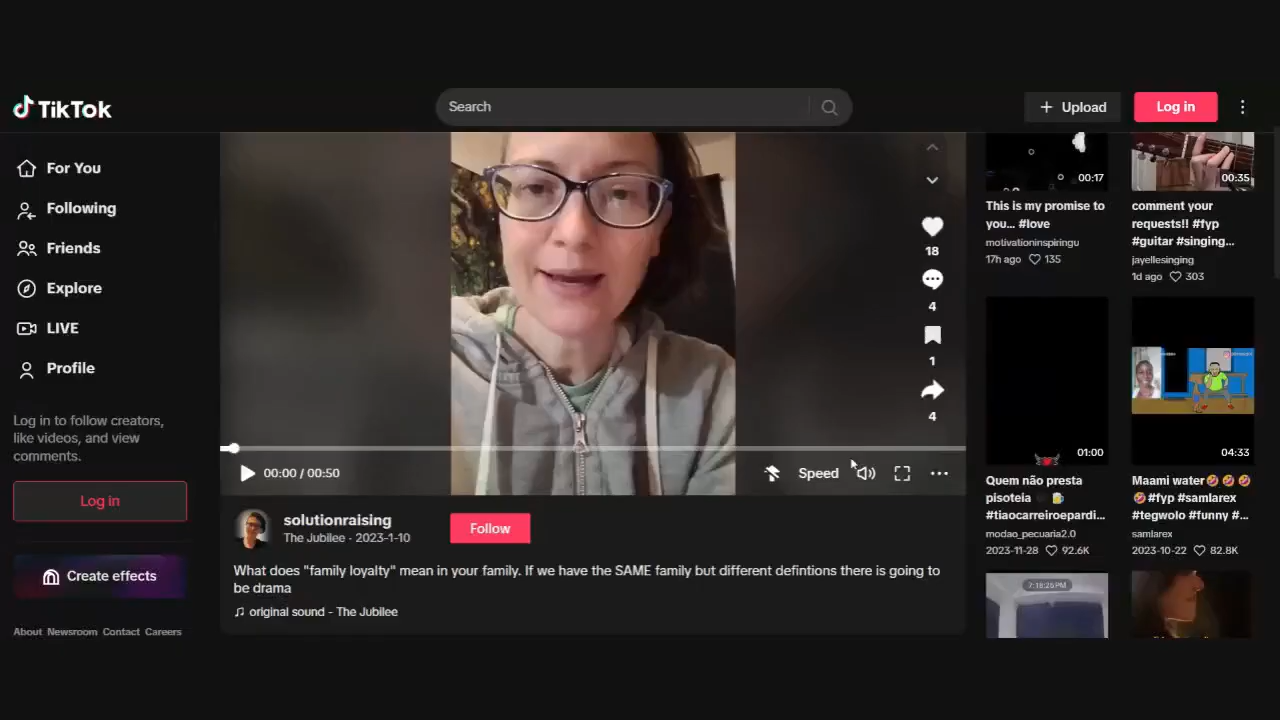 TikTok
Search
Upload
Log in
For You
Following
Friends
Explore
LIVE
Profile
Log in to follow creators,
like videos, and view
comments.
Log in
Create effects
About Newsroom Contact Careers
18
4
1
4
00:00 / 00:50
Speed
solutionraising
The Jubilee · 2023-1-10
Follow
What does "family loyalty" mean in your family. If we have the SAME family but different defintions there is going to
be drama
♫ original sound - The Jubilee
00:17
This is my promise to
you... #love
motivationinspiringu
17h ago 135
00:35
comment your
requests!! #fyp
#guitar #singing...
jayellesinging
1d ago 303
01:00
Quem não presta
pisoteia 🍺
#tiaocarreiroepardi...
modao_pecuaria2.0
2023-11-28 92.6K
04:33
Maami water🤣🤣🤣
🤣#fyp #samlarex
#tegwolo #funny #...
samlarex
2023-10-22 82.8K